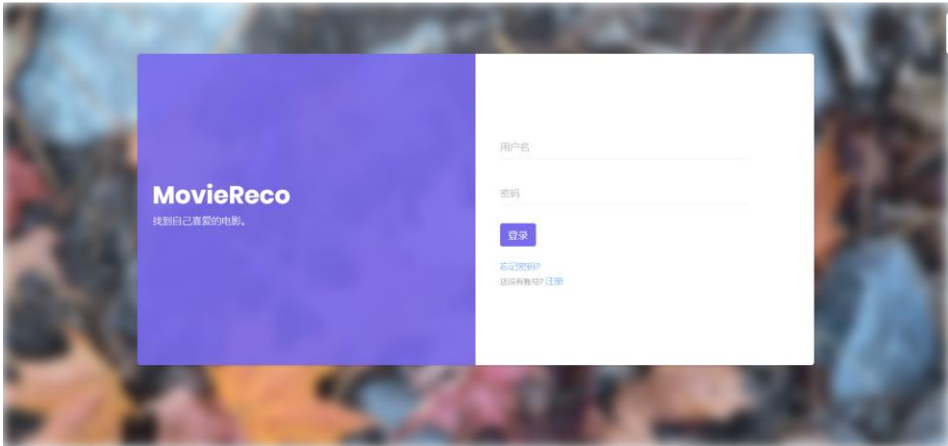 MovieReco
找到自己喜爱的电影。
用户名
密码
登录
忘记密码?
还没有账号? 注册